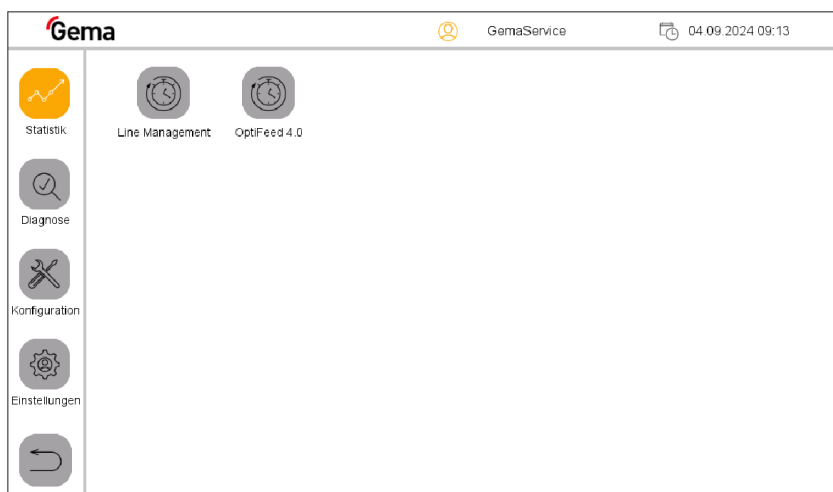 Gema
GemaService
04.09.2024 09:13
Statistik
Line Management
OptiFeed 4.0
Diagnose
Konfiguration
Einstellungen